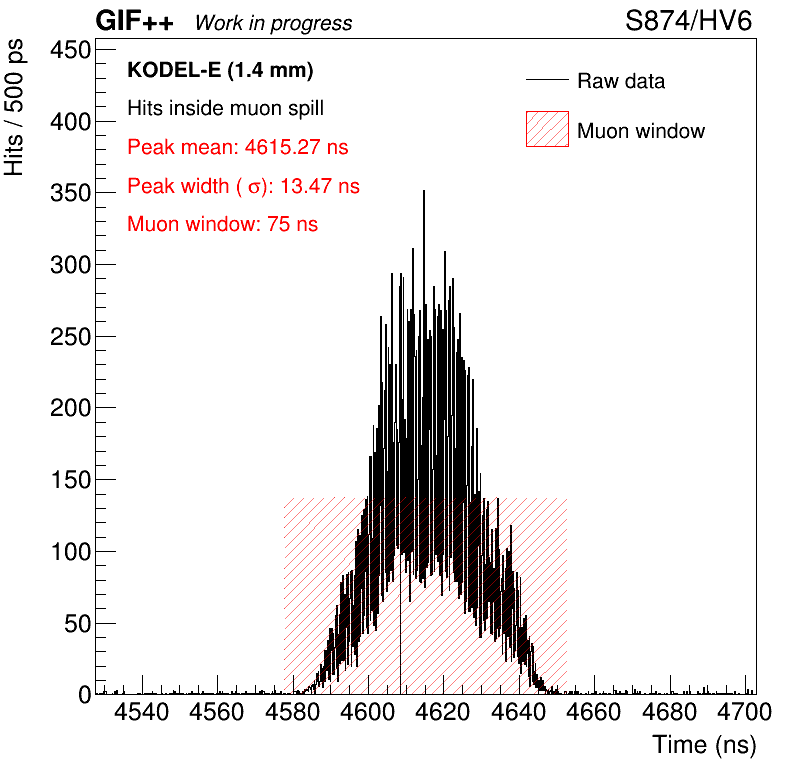 GIF++ Work in progress S874/HV6
Hits / 500 ps
450
400
350
300
250
200
150
100
50
0
KODEL-E (1.4 mm)
Hits inside muon spill
Peak mean: 4615.27 ns
Peak width ( σ): 13.47 ns
Muon window: 75 ns
Raw data
Muon window
4540 4560 4580 4600 4620 4640 4660 4680 4700
Time (ns)